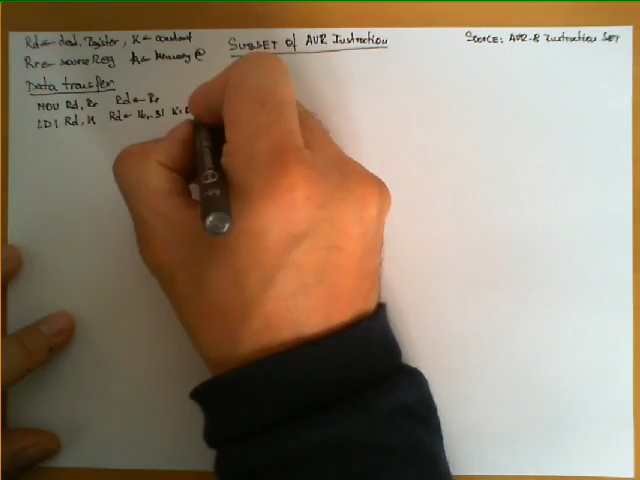 Rd ← dest. Register, K ← constant
SUBSET of AVR Instruction
Source: AVR-8 Instruction SET
Rr ← source Reg k ← Memory @
Data transfer
MOV Rd, Rr Rd ← Rr
LDI Rd, K Rd ← 16..31